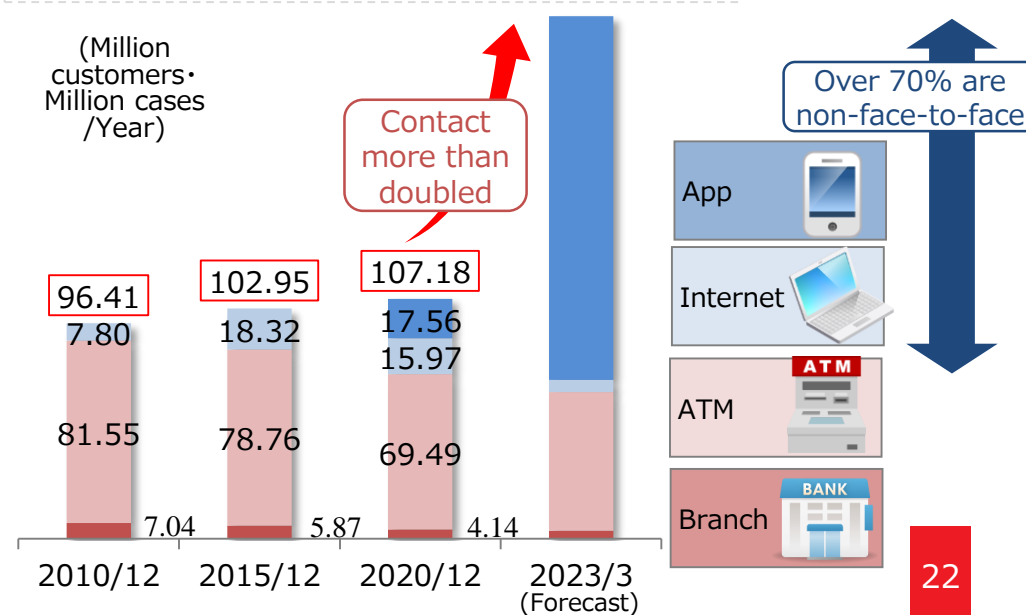 (Million
customers・
Million cases
/Year)
Contact
more than
doubled
Over 70% are
non-face-to-face
96.41
7.80
81.55
7.04
102.95
18.32
78.76
5.87
107.18
17.56
15.97
69.49
4.14
App
Internet
ATM
ATM
Branch
BANK
2010/12
2015/12
2020/12
2023/3
(Forecast)
22